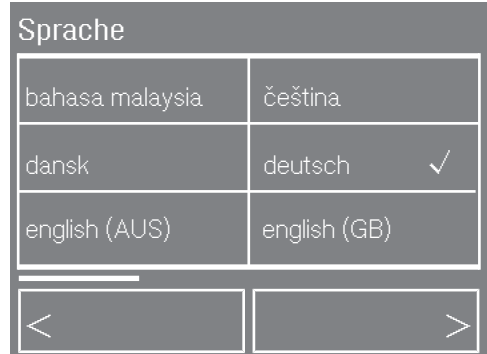 Sprache
bahasa malaysia čeština
dansk deutsch ✓
english (AUS) english (GB)
< >